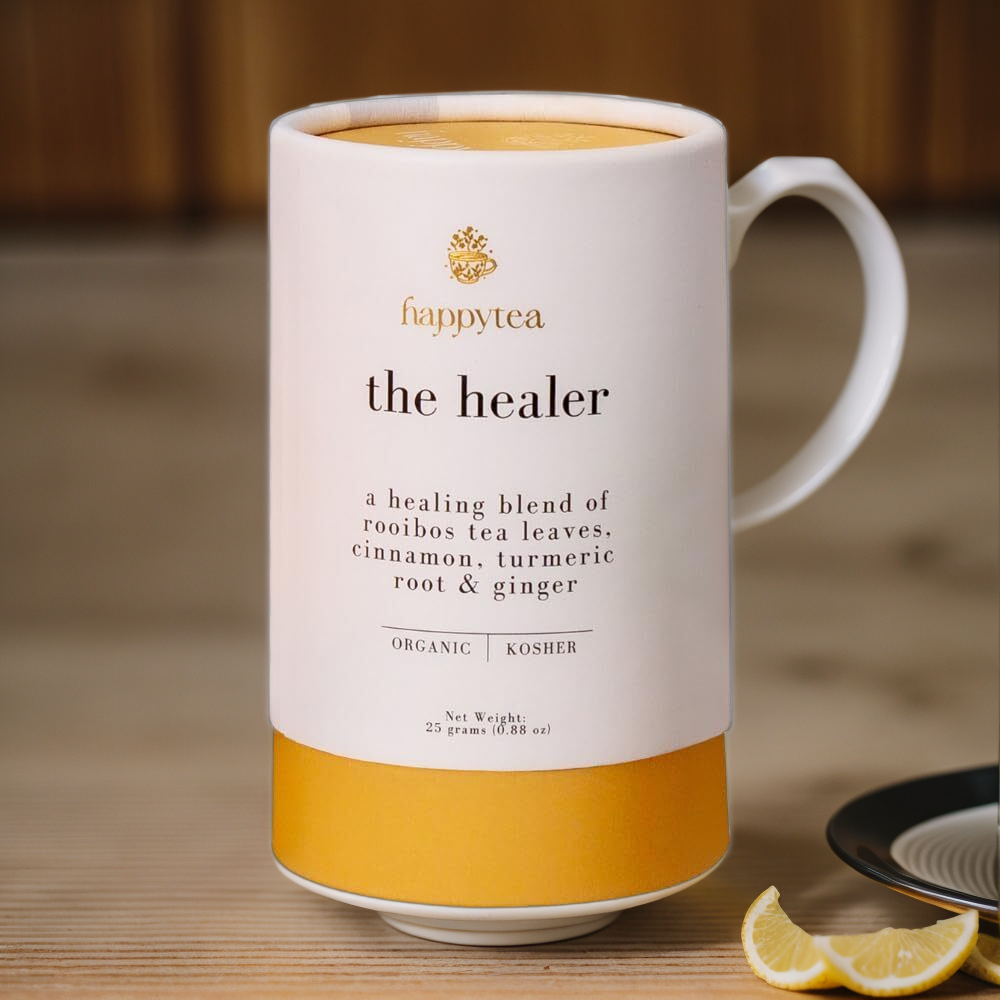 happytea
the healer
a healing blend of
rooibos tea leaves,
cinnamon, turmeric
root & ginger
ORGANIC | KOSHER
Net Weight:
25 grams (0.88 oz)